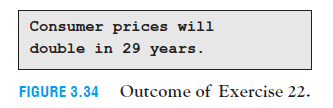 Consumer prices will
double in 29 years.
FIGURE 3.34 Outcome of Exercise 22.